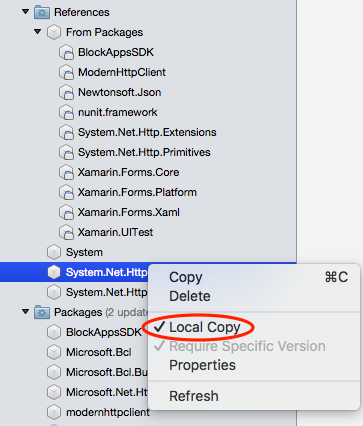 References
From Packages
BlockAppsSDK
ModernHttpClient
Newtonsoft.Json
nunit.framework
System.Net.Http.Extensions
System.Net.Http.Primitives
Xamarin.Forms.Core
Xamarin.Forms.Platform
Xamarin.Forms.Xaml
Xamarin.UITest
System
System.Net.Http
System.Net.Http
Packages (2 update
BlockAppsSDK
Microsoft.Bcl
Microsoft.Bcl.Bu
Microsoft.Net.Ht
modernhttpclient
Copy ⌘C
Delete
✓ Local Copy
✓ Require Specific Version
Properties
Refresh